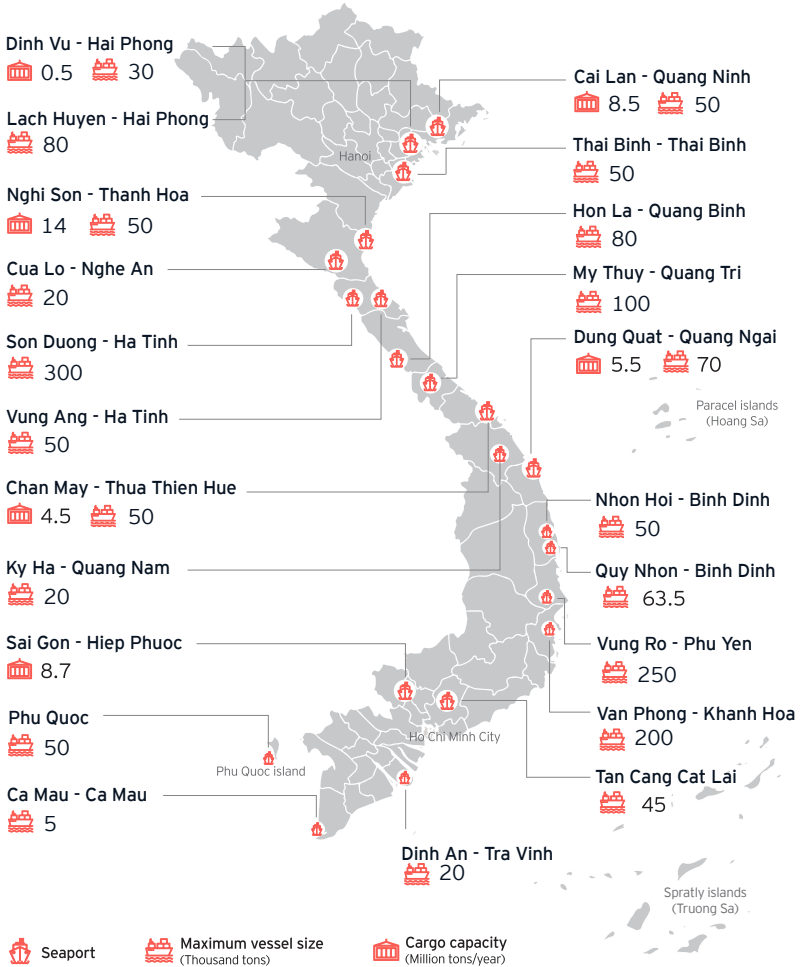 Dinh Vu - Hai Phong
0.5 30
Lach Huyen - Hai Phong
80
Nghi Son - Thanh Hoa
14 50
Cua Lo - Nghe An
20
Son Duong - Ha Tinh
300
Vung Ang - Ha Tinh
50
Chan May - Thua Thien Hue
4.5 50
Ky Ha - Quang Nam
20
Sai Gon - Hiep Phuoc
8.7
Phu Quoc
50
Ca Mau - Ca Mau
5
Hanoi
Phu Quoc island
Ho Chi Minh City
Cai Lan - Quang Ninh
8.5 50
Thai Binh - Thai Binh
50
Hon La - Quang Binh
80
My Thuy - Quang Tri
100
Dung Quat - Quang Ngai
5.5 70
Paracel islands
(Hoang Sa)
Nhon Hoi - Binh Dinh
50
Quy Nhon - Binh Dinh
63.5
Vung Ro - Phu Yen
250
Van Phong - Khanh Hoa
200
Tan Cang Cat Lai
45
Dinh An - Tra Vinh
20
Spratly islands
(Truong Sa)
Seaport
Maximum vessel size
(Thousand tons)
Cargo capacity
(Million tons/year)